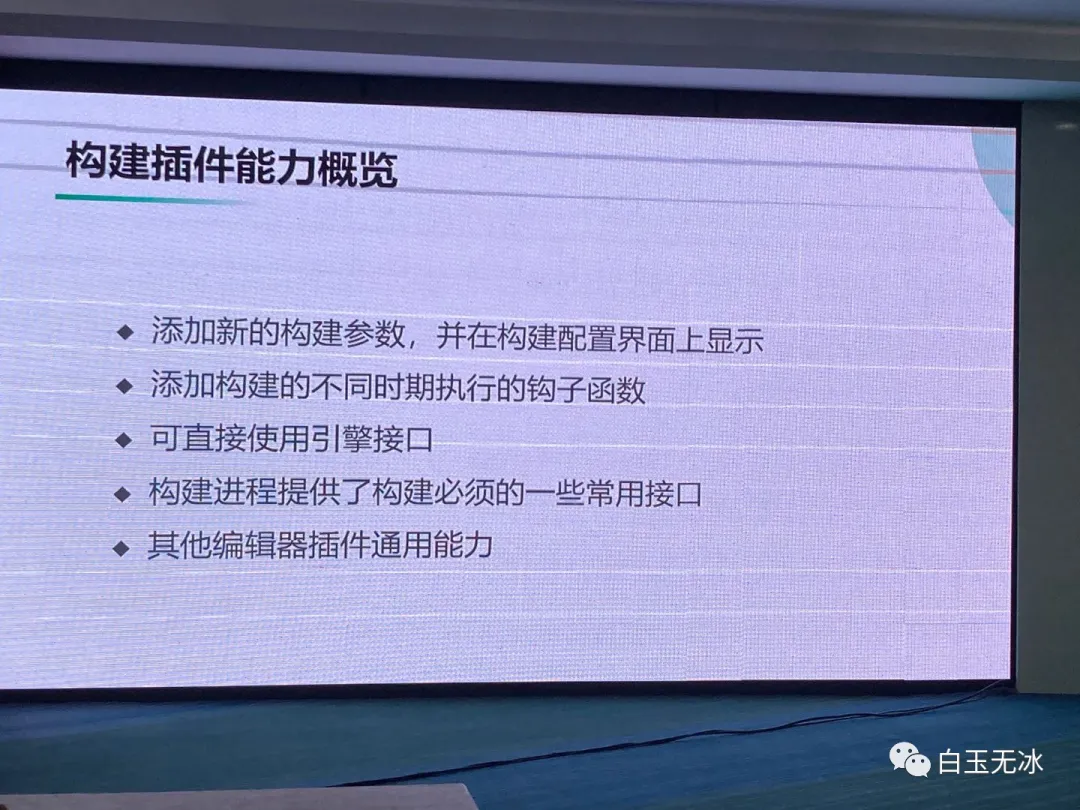 构建插件能力概览
◆ 添加新的构建参数，并在构建配置界面上显示
◆ 添加构建的不同时期执行的钩子函数
◆ 可直接使用引擎接口
◆ 构建进程提供了构建必须的一些常用接口
◆ 其他编辑器插件通用能力
白玉无冰